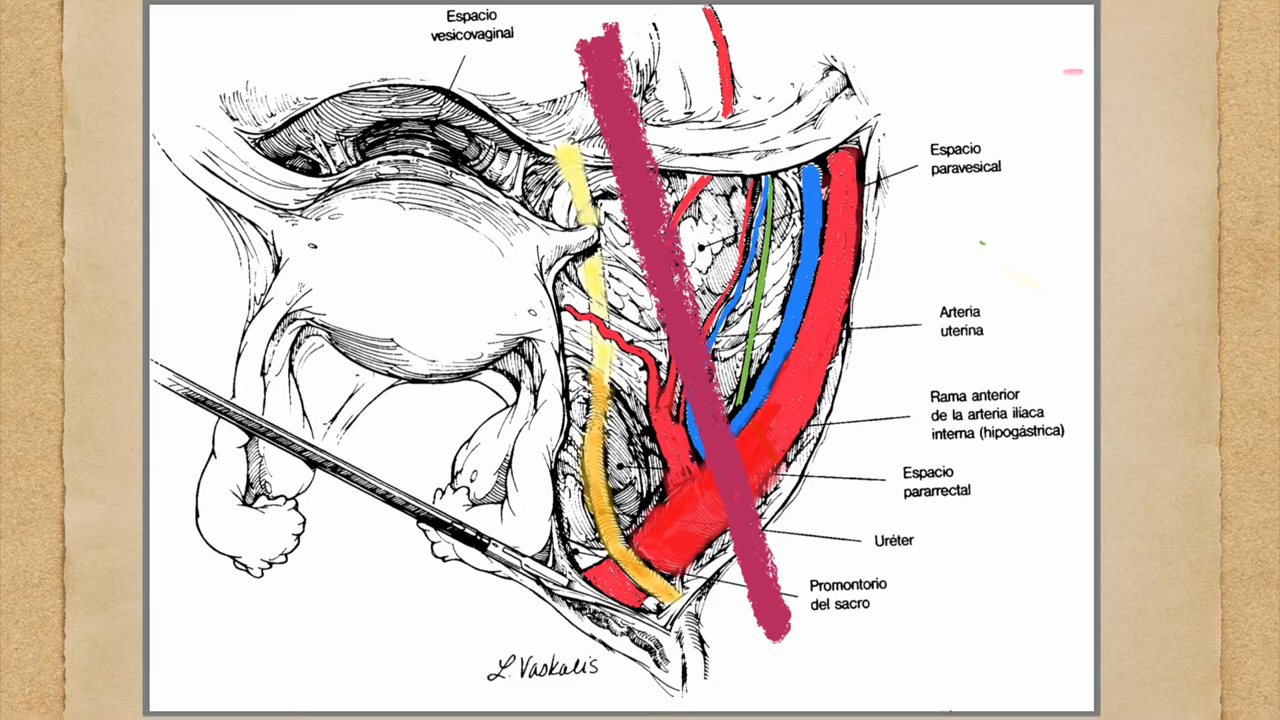 Espacio
vesicovaginal
Espacio
paravesical
Arteria
uterina
Rama anterior
de la arteria ilíaca
interna (hipogástrica)
Espacio
pararrectal
Uréter
Promontorio
del sacro
L. Vaskalis